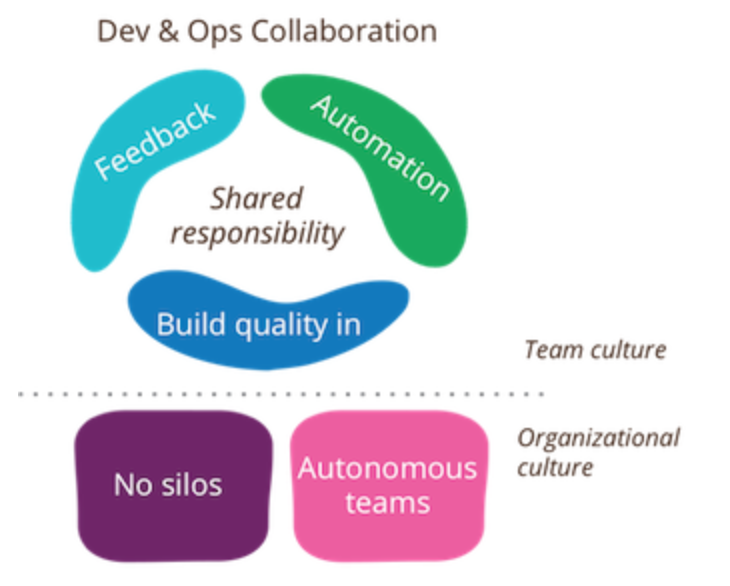 Dev & Ops Collaboration
Feedback
Automation
Shared
responsibility
Build quality in
Team culture
No silos
Autonomous
teams
Organizational
culture